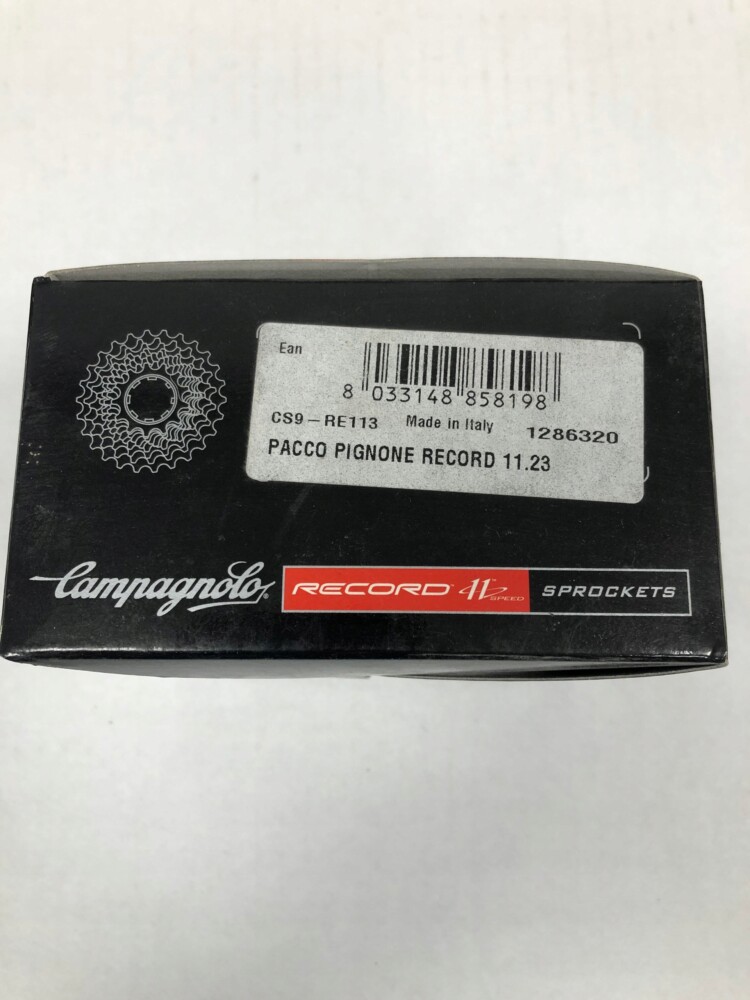 Ean
8 033148 858198
CS9-RE113 Made in Italy 1286320
PACCO PIGNONE RECORD 11.23
Campagnolo RECORD 11 SPEED SPROCKETS